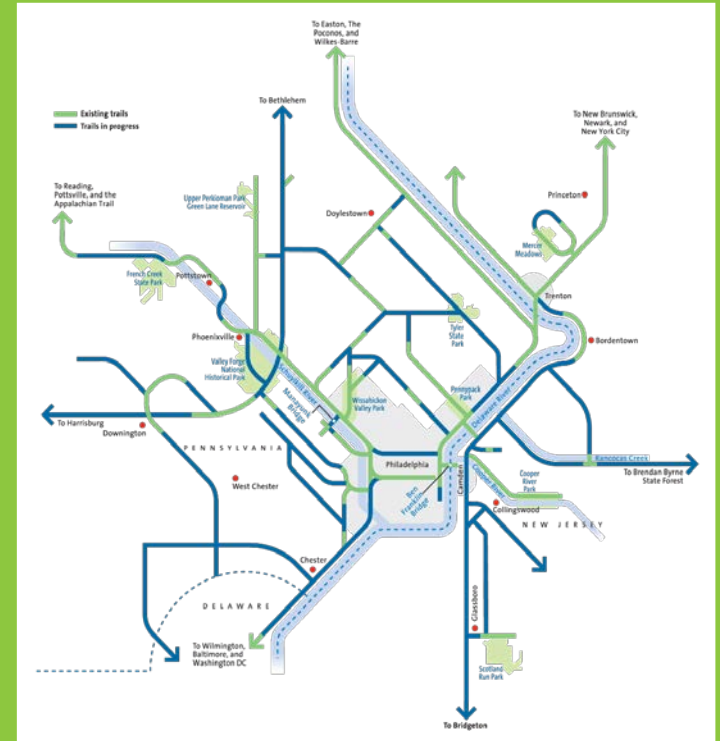 To Easton, The
Poconos, and
Wilkes-Barre
To Bethlehem
Existing trails
Trails in progress
To New Brunswick,
Newark, and
New York City
To Reading,
Pottsville, and the
Appalachian Trail
Upper Perkioman Park
Green Lane Reservoir
Princeton
Doylestown
Mercer
Meadows
French Creek
State Park
Pottstown
Trenton
Phoenixville
Tyler
State
Park
Bordentown
Valley Forge
National
Historical Park
Schuylkill River
Manayunk
Bridge
Wissahickon
Valley Park
Pennypack
Park
Delaware River
To Harrisburg
Downington
PENNSYLVANIA
Philadelphia
Camden
Rancocas Creek
To Brendan Byrne
State Forest
West Chester
Ben
Franklin
Bridge
Cooper River
Cooper
River
Park
Collingswood
NEW JERSEY
Chester
DELAWARE
Glassboro
To Wilmington,
Baltimore, and
Washington DC
Scotland
Run Park
To Bridgeton